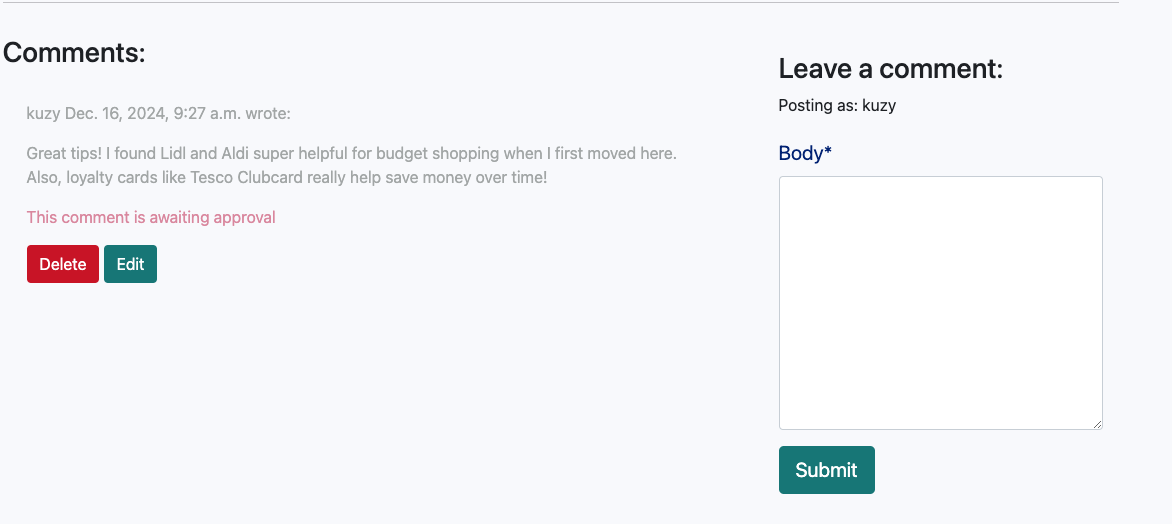 Comments:
kuzy Dec. 16, 2024, 9:27 a.m. wrote:
Great tips! I found Lidl and Aldi super helpful for budget shopping when I first moved here.
Also, loyalty cards like Tesco Clubcard really help save money over time!
This comment is awaiting approval
Delete Edit
Leave a comment:
Posting as: kuzy
Body*
Submit